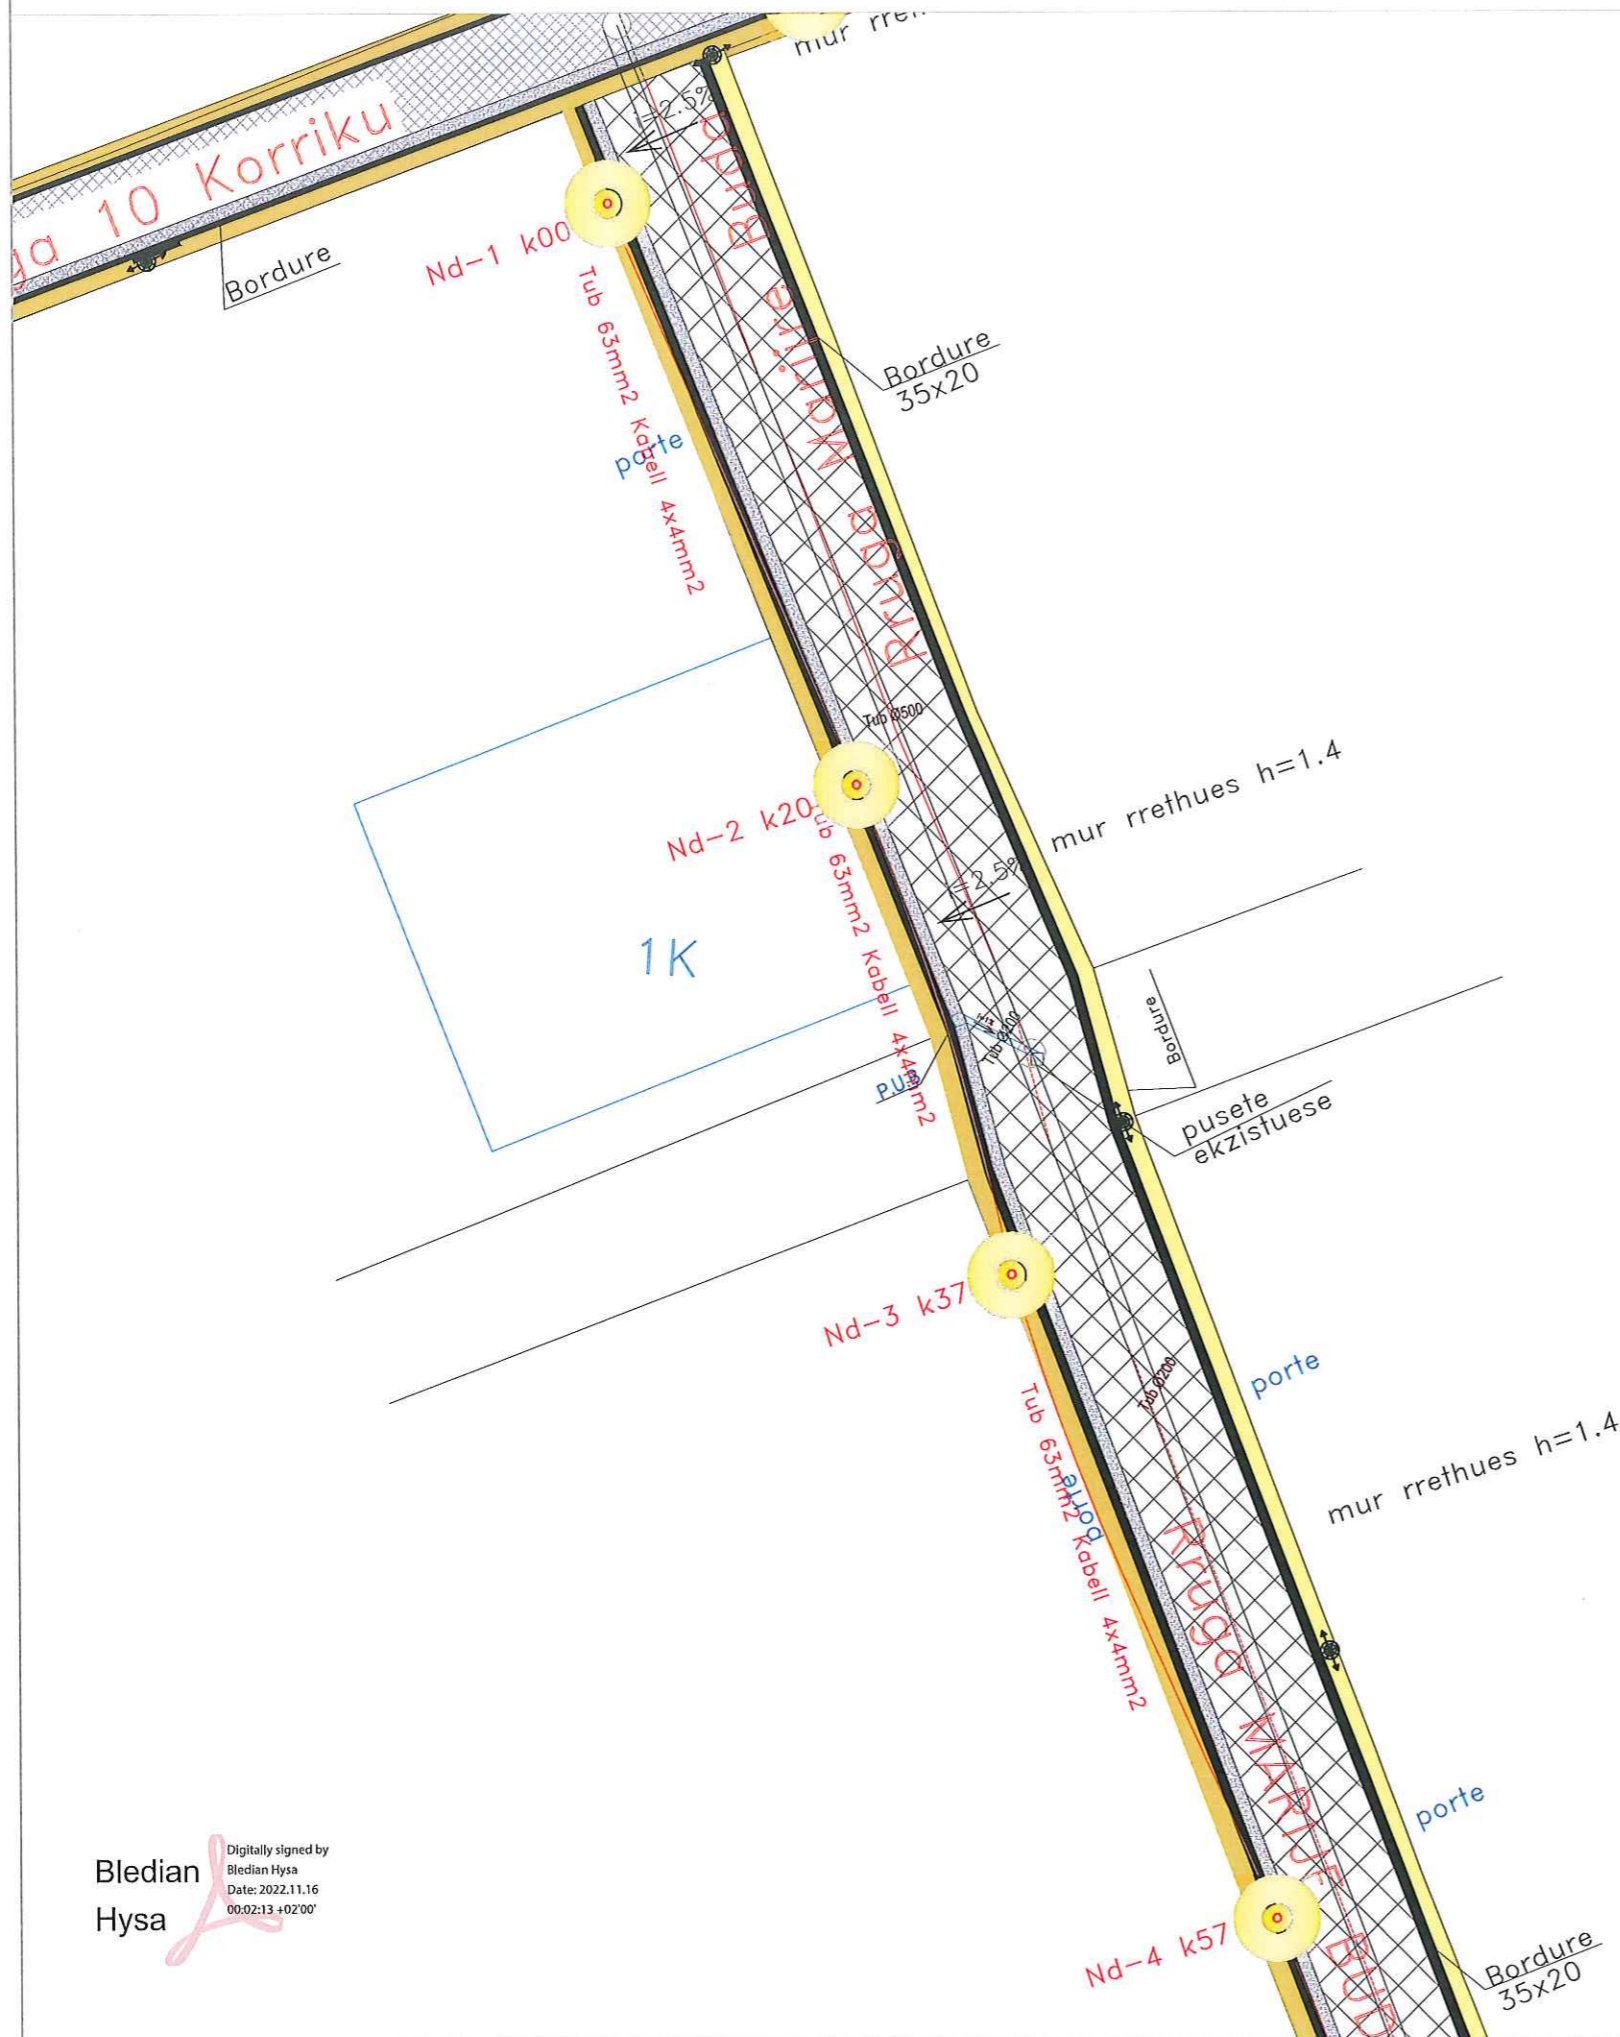 mur
10 Korriku
Bordure
i=2.5%
Rruga Marije Buda
Nd-1 k00
Tub 63mm2 Kabell 4x4mm2
porte
Bordure
35x20
Tub Ø500
Nd-2 k20
Tub 63mm2 Kabell 4x4mm2
mur rrethues h=1.4
i=2.5%
1K
Tub Ø200
P.U.B
Bordure
pusete
ekzistuese
Nd-3 k37
Tub 63mm2 Kabell 4x4mm2
porte
porte
Tub Ø200
mur rrethues h=1.4
Rruga MARIJE BUD
porte
Nd-4 k57
Bordure
35x20
Bledian
Hysa
Digitally signed by
Bledian Hysa
Date: 2022.11.16
00:02:13 +02'00'